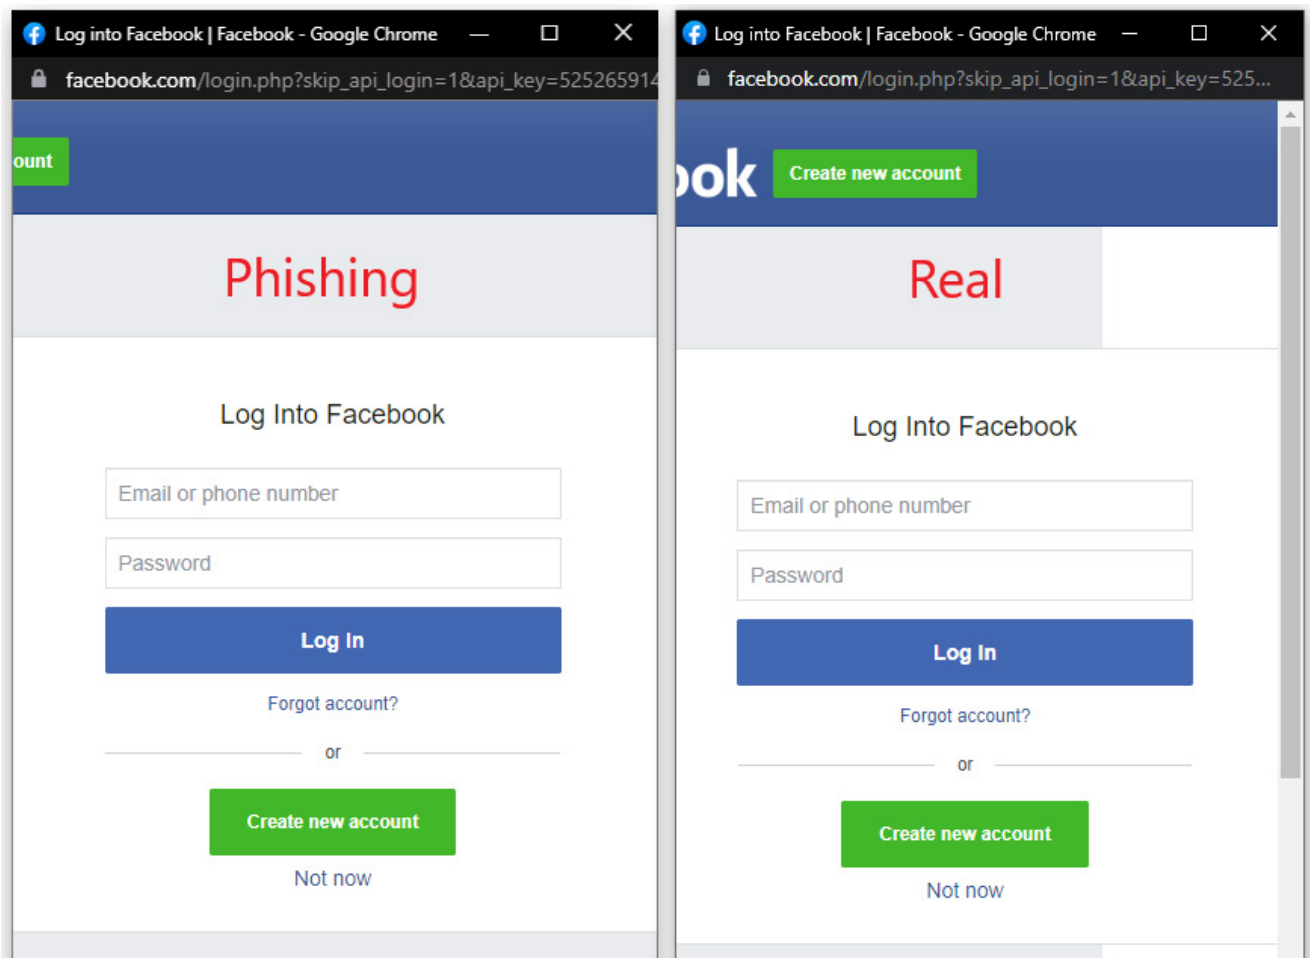 Log into Facebook | Facebook - Google Chrome
facebook.com/login.php?skip_api_login=1&api_key=525265914
ount
Phishing
Log Into Facebook
Email or phone number
Password
Log In
Forgot account?
or
Create new account
Not now
Log into Facebook | Facebook - Google Chrome
facebook.com/login.php?skip_api_login=1&api_key=525...
ook
Create new account
Real
Log Into Facebook
Email or phone number
Password
Log In
Forgot account?
or
Create new account
Not now